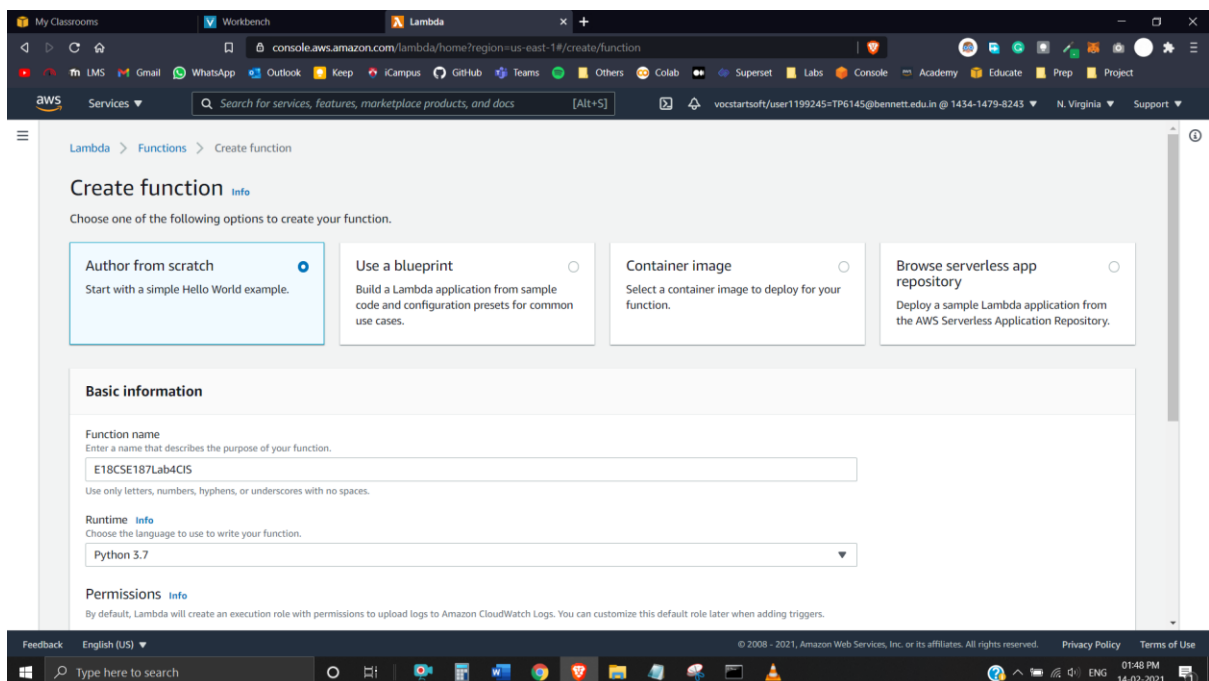 My Classrooms
Workbench
Lambda
console.aws.amazon.com/lambda/home?region=us-east-1#/create/function
LMS Gmail WhatsApp Outlook Keep iCampus GitHub Teams Others Colab Superset Labs Console Academy Educate Prep Project
aws Services ▼ Search for services, features, marketplace products, and docs [Alt+S] vocstartsoft/user1199245=TP6145@bennett.edu.in @ 1434-1479-8243 ▼ N. Virginia ▼ Support ▼
Lambda > Functions > Create function
Create function Info
Choose one of the following options to create your function.
Author from scratch
Start with a simple Hello World example.
Use a blueprint
Build a Lambda application from sample
code and configuration presets for common
use cases.
Container image
Select a container image to deploy for your
function.
Browse serverless app
repository
Deploy a sample Lambda application from
the AWS Serverless Application Repository.
Basic information
Function name
Enter a name that describes the purpose of your function.
E18CSE187Lab4CIS
Use only letters, numbers, hyphens, or underscores with no spaces.
Runtime Info
Choose the language to use to write your function.
Python 3.7
Permissions Info
By default, Lambda will create an execution role with permissions to upload logs to Amazon CloudWatch Logs. You can customize this default role later when adding triggers.
Feedback English (US) ▼ © 2008 - 2021, Amazon Web Services, Inc. or its affiliates. All rights reserved. Privacy Policy Terms of Use
Type here to search
ENG
01:48 PM
14-02-2021